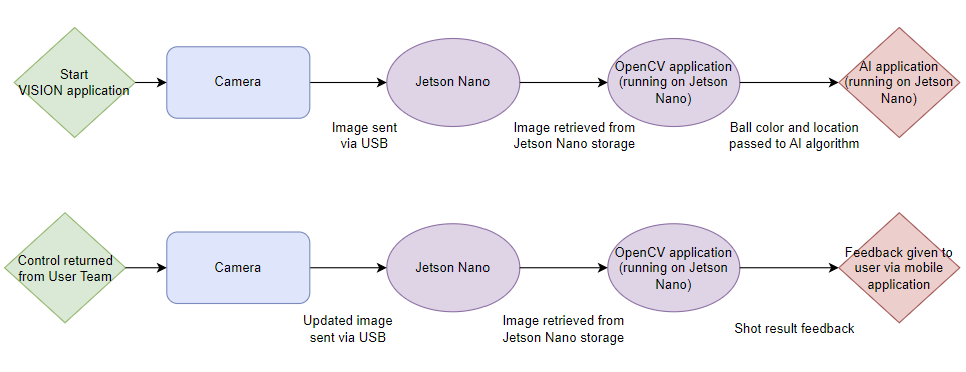 Start
VISION application
Camera
Jetson Nano
OpenCV application
(running on Jetson
Nano)
AI application
(running on Jetson
Nano)
Image sent
via USB
Image retrieved from
Jetson Nano storage
Ball color and location
passed to AI algorithm
Control returned
from User Team
Camera
Jetson Nano
OpenCV application
(running on Jetson
Nano)
Feedback given to
user via mobile
application
Updated image
sent via USB
Image retrieved from
Jetson Nano storage
Shot result feedback